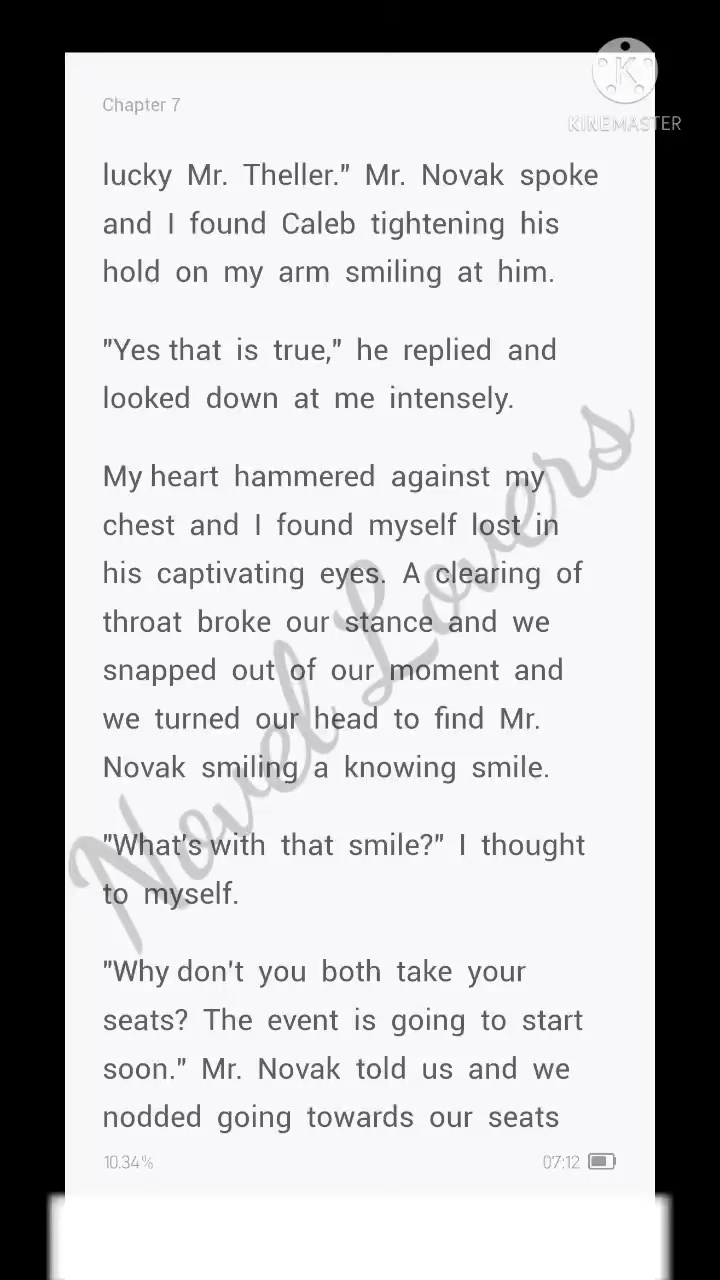 KINEMASTER
Chapter 7
lucky Mr. Theller." Mr. Novak spoke
and I found Caleb tightening his
hold on my arm smiling at him.
"Yes that is true," he replied and
looked down at me intensely.
My heart hammered against my
chest and I found myself lost in
his captivating eyes. A clearing of
throat broke our stance and we
snapped out of our moment and
we turned our head to find Mr.
Novak smiling a knowing smile.
"What's with that smile?" I thought
to myself.
"Why don't you both take your
seats? The event is going to start
soon." Mr. Novak told us and we
nodded going towards our seats
10.34%
07:12
Novel Lovers